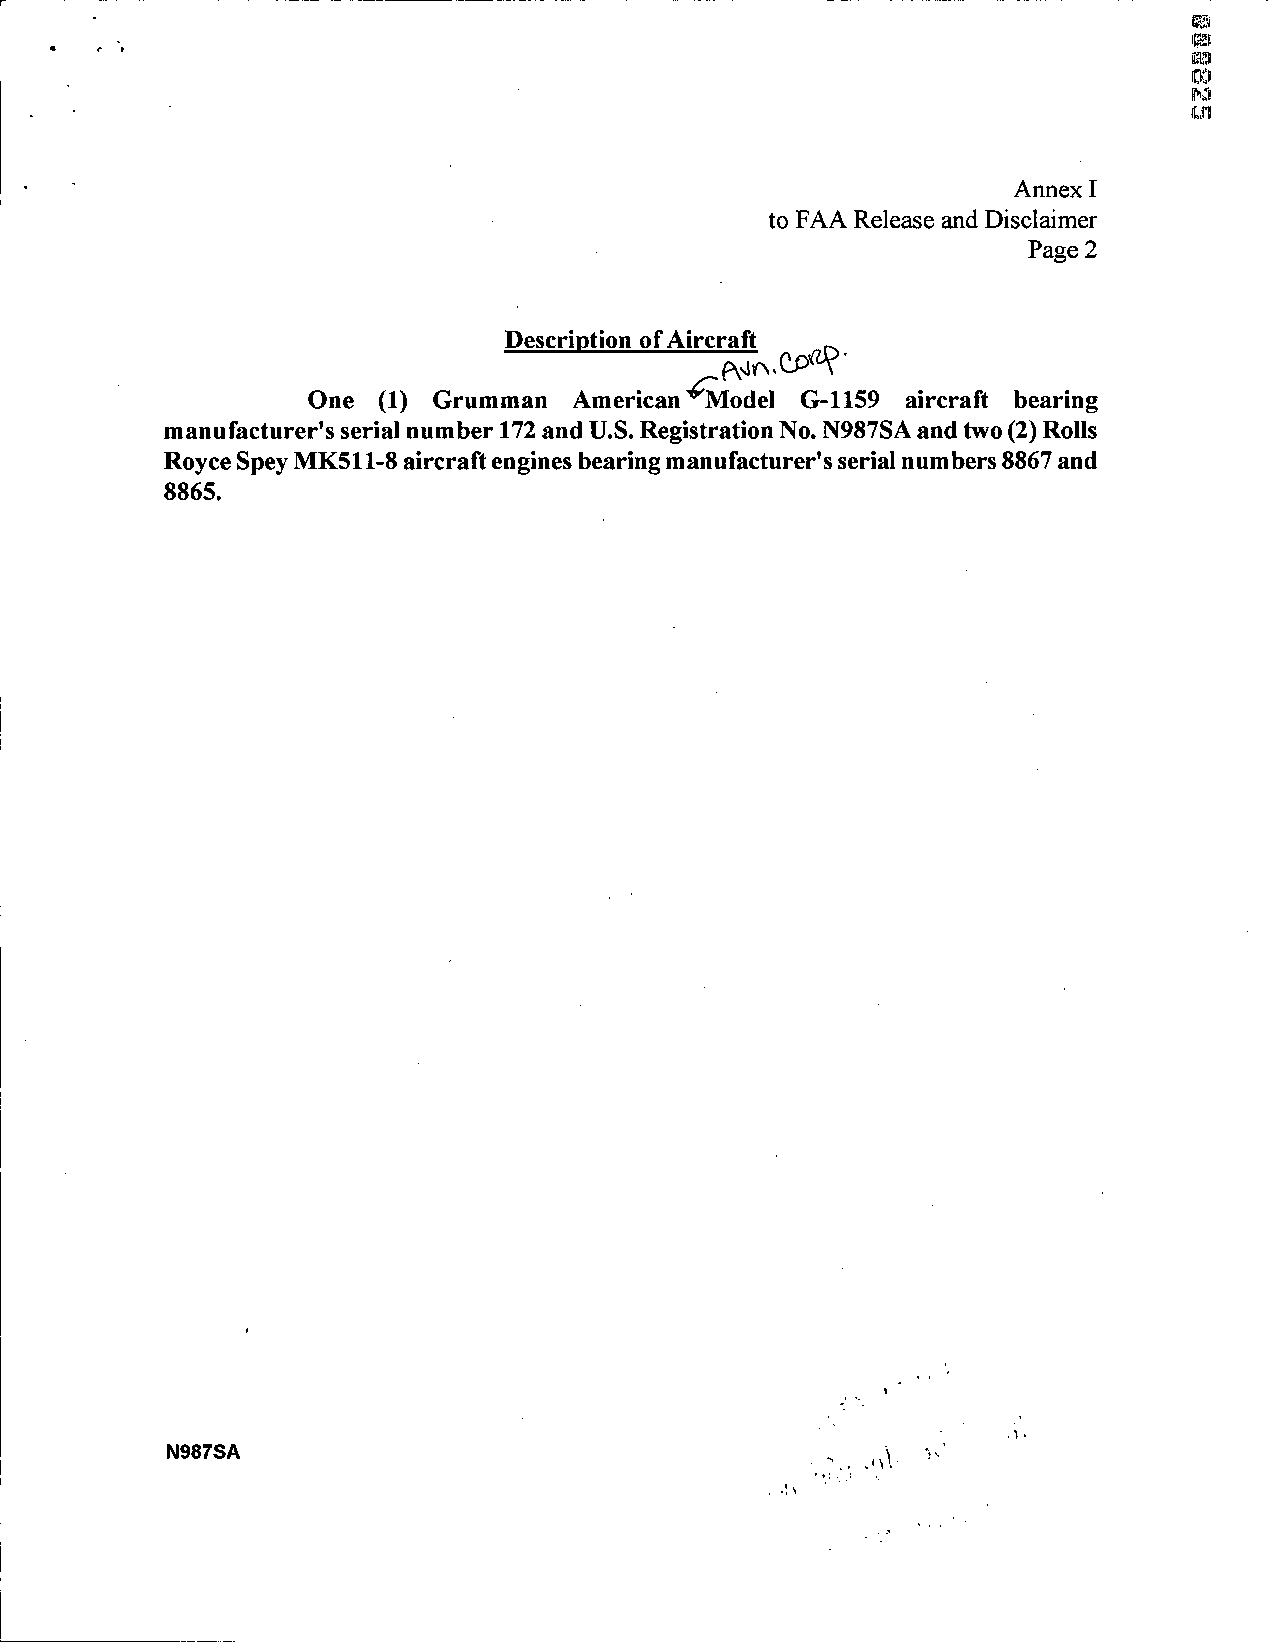 000825
Annex I
to FAA Release and Disclaimer
Page 2
Description of Aircraft
Avn. Corp.
One (1) Grumman American Model G-1159 aircraft bearing
manufacturer's serial number 172 and U.S. Registration No. N987SA and two (2) Rolls
Royce Spey MK511-8 aircraft engines bearing manufacturer's serial numbers 8867 and
8865.
N987SA